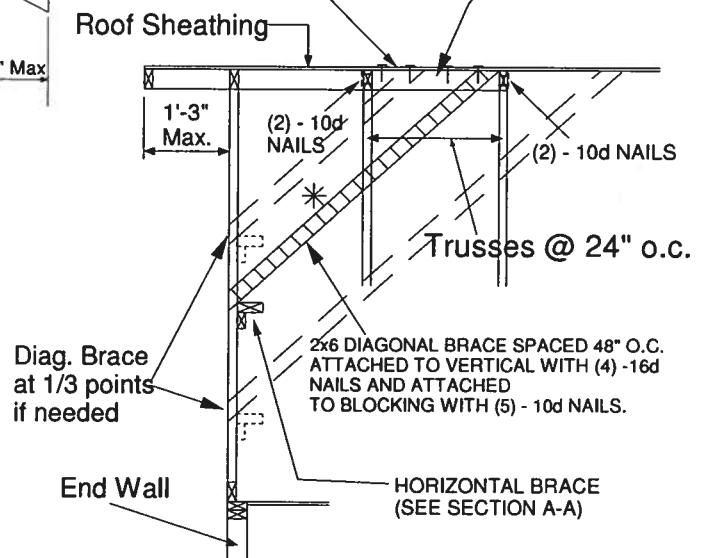 Roof Sheathing
" Max
1'-3"
Max.
(2) - 10d
NAILS
(2) - 10d NAILS
Trusses @ 24" o.c.
2x6 DIAGONAL BRACE SPACED 48" O.C.
ATTACHED TO VERTICAL WITH (4) -16d
NAILS AND ATTACHED
TO BLOCKING WITH (5) - 10d NAILS.
Diag. Brace
at 1/3 points
if needed
End Wall
HORIZONTAL BRACE
(SEE SECTION A-A)